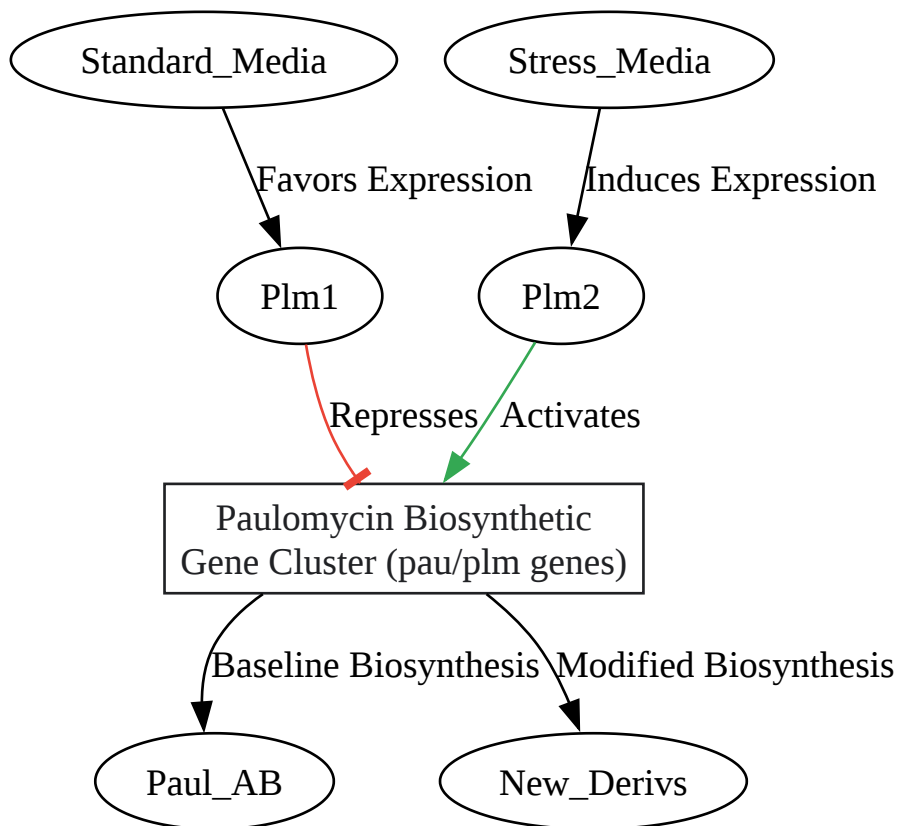 Standard_Media
Stress_Media
Favors Expression
Induces Expression
Plm1
Plm2
Represses
Activates
Paulomycin Biosynthetic
Gene Cluster (pau/plm genes)
Baseline Biosynthesis
Modified Biosynthesis
Paul_AB
New_Derivs